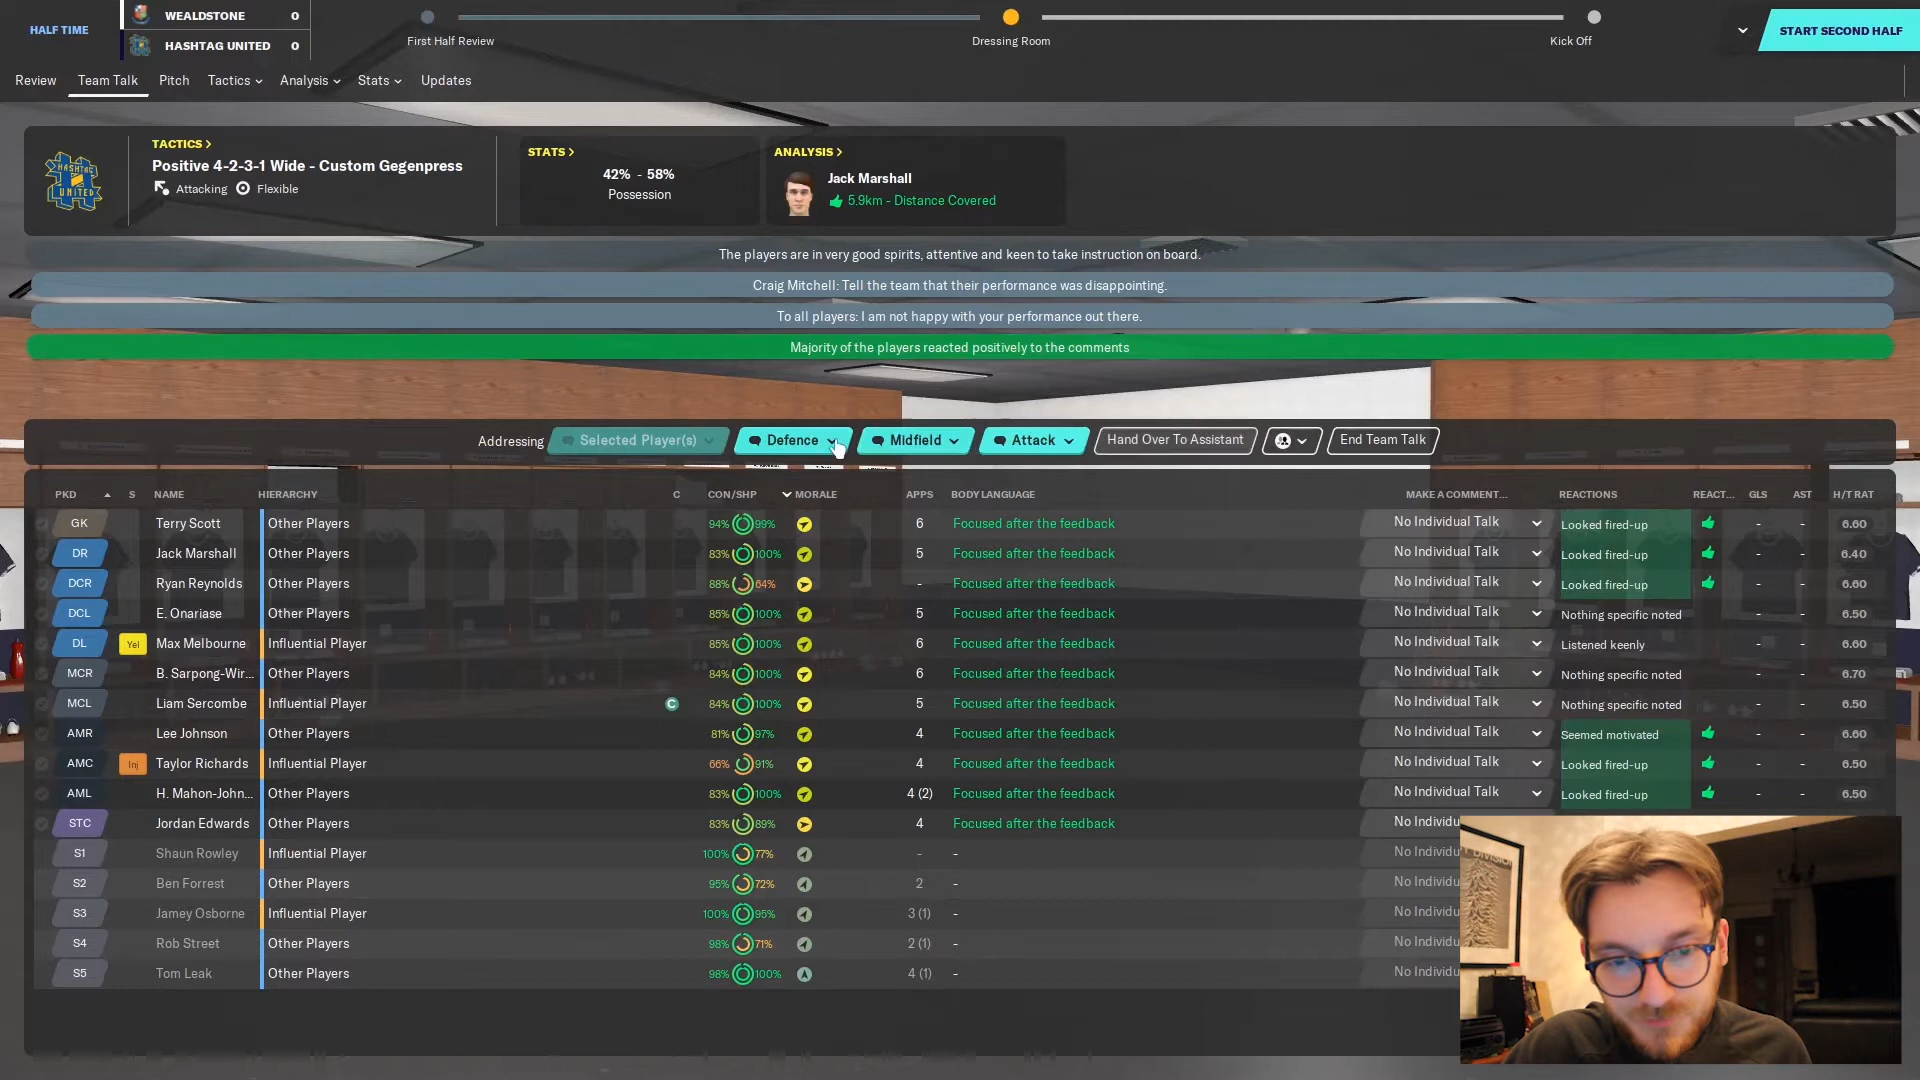 HALF TIME
WEALDSTONE 0
HASHTAG UNITED 0
First Half Review
Dressing Room
Kick Off
START SECOND HALF
Review
Team Talk
Pitch
Tactics
Analysis
Stats
Updates
HASHTAG UNITED
TACTICS >
Positive 4-2-3-1 Wide - Custom Gegenpress
Attacking Flexible
STATS >
42% - 58%
Possession
ANALYSIS >
Jack Marshall
5.9km - Distance Covered
The players are in very good spirits, attentive and keen to take instruction on board.
Craig Mitchell: Tell the team that their performance was disappointing.
To all players: I am not happy with your performance out there.
Majority of the players reacted positively to the comments
Addressing Selected Player(s) Defence Midfield Attack Hand Over To Assistant End Team Talk
PKD S NAME HIERARCHY C CON/SHP MORALE APPS BODY LANGUAGE MAKE A COMMENT... REACTIONS REACT... GLS AST H/T RAT
GK Terry Scott Other Players 94% 99% 6 Focused after the feedback No Individual Talk Looked fired-up - - 6.60
DR Jack Marshall Other Players 83% 100% 5 Focused after the feedback No Individual Talk Looked fired-up - - 6.40
DCR Ryan Reynolds Other Players 88% 64% - Focused after the feedback No Individual Talk Looked fired-up - - 6.60
DCL E. Onariase Other Players 85% 100% 5 Focused after the feedback No Individual Talk Nothing specific noted - - 6.50
DL Yel Max Melbourne Influential Player 85% 100% 6 Focused after the feedback No Individual Talk Listened keenly - - 6.60
MCR B. Sarpong-Wir... Other Players 84% 100% 6 Focused after the feedback No Individual Talk Nothing specific noted - - 6.70
MCL Liam Sercombe Influential Player C 84% 100% 5 Focused after the feedback No Individual Talk Nothing specific noted - - 6.50
AMR Lee Johnson Other Players 81% 97% 4 Focused after the feedback No Individual Talk Seemed motivated - - 6.60
AMC Inj Taylor Richards Influential Player 66% 91% 4 Focused after the feedback No Individual Talk Looked fired-up - - 6.50
AML H. Mahon-John... Other Players 83% 100% 4 (2) Focused after the feedback No Individual Talk Looked fired-up - - 6.50
STC Jordan Edwards Other Players 83% 89% 4 Focused after the feedback No Individu
S1 Shaun Rowley Influential Player 100% 77% - - No Individu
S2 Ben Forrest Other Players 95% 72% 2 - No Individu
S3 Jamey Osborne Influential Player 100% 95% 3 (1) - No Individu
S4 Rob Street Other Players 98% 71% 2 (1) - No Individu
S5 Tom Leak Other Players 98% 100% 4 (1) - No Individu